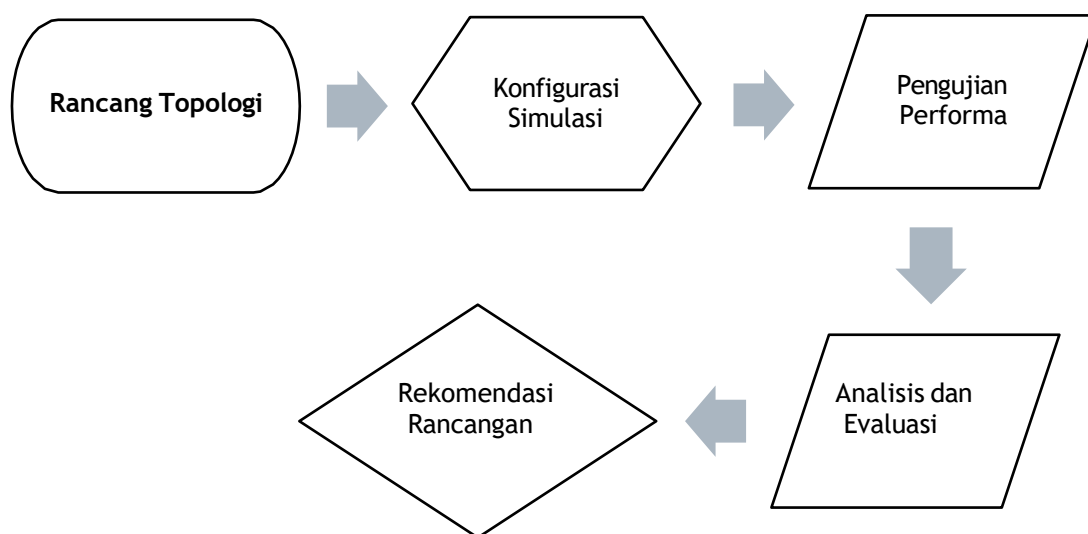 Rancang Topologi
Konfigurasi
Simulasi
Pengujian
Performa
Analisis dan
Evaluasi
Rekomendasi
Rancangan